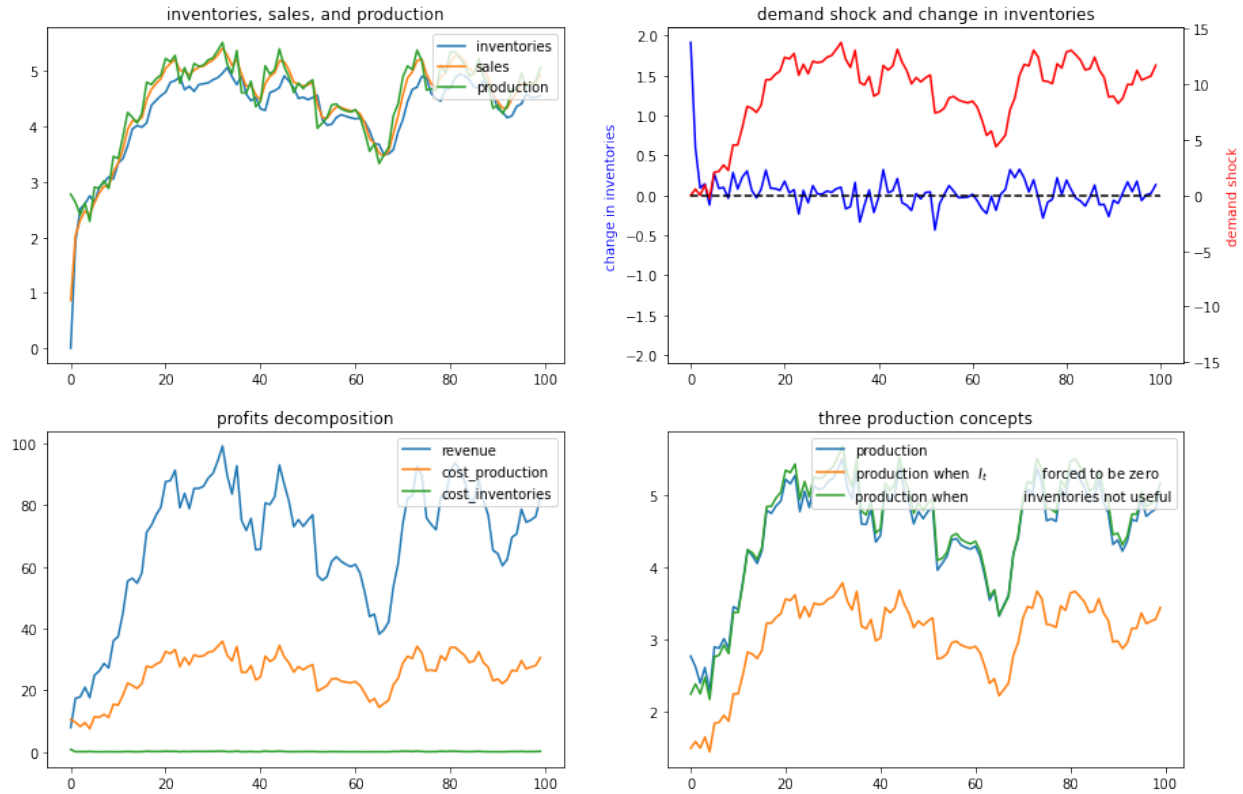 inventories, sales, and production
inventories
sales
production
5
4
3
2
1
0
0 20 40 60 80 100
demand shock and change in inventories
change in inventories
2.0
1.5
1.0
0.5
0.0
−0.5
−1.0
−1.5
−2.0
15
10
5
0
−5
−10
−15
demand shock
0 20 40 60 80 100
profits decomposition
revenue
cost_production
cost_inventories
100
80
60
40
20
0
0 20 40 60 80 100
three production concepts
production
production when I_t forced to be zero
production when inventories not useful
5
4
3
2
0 20 40 60 80 100